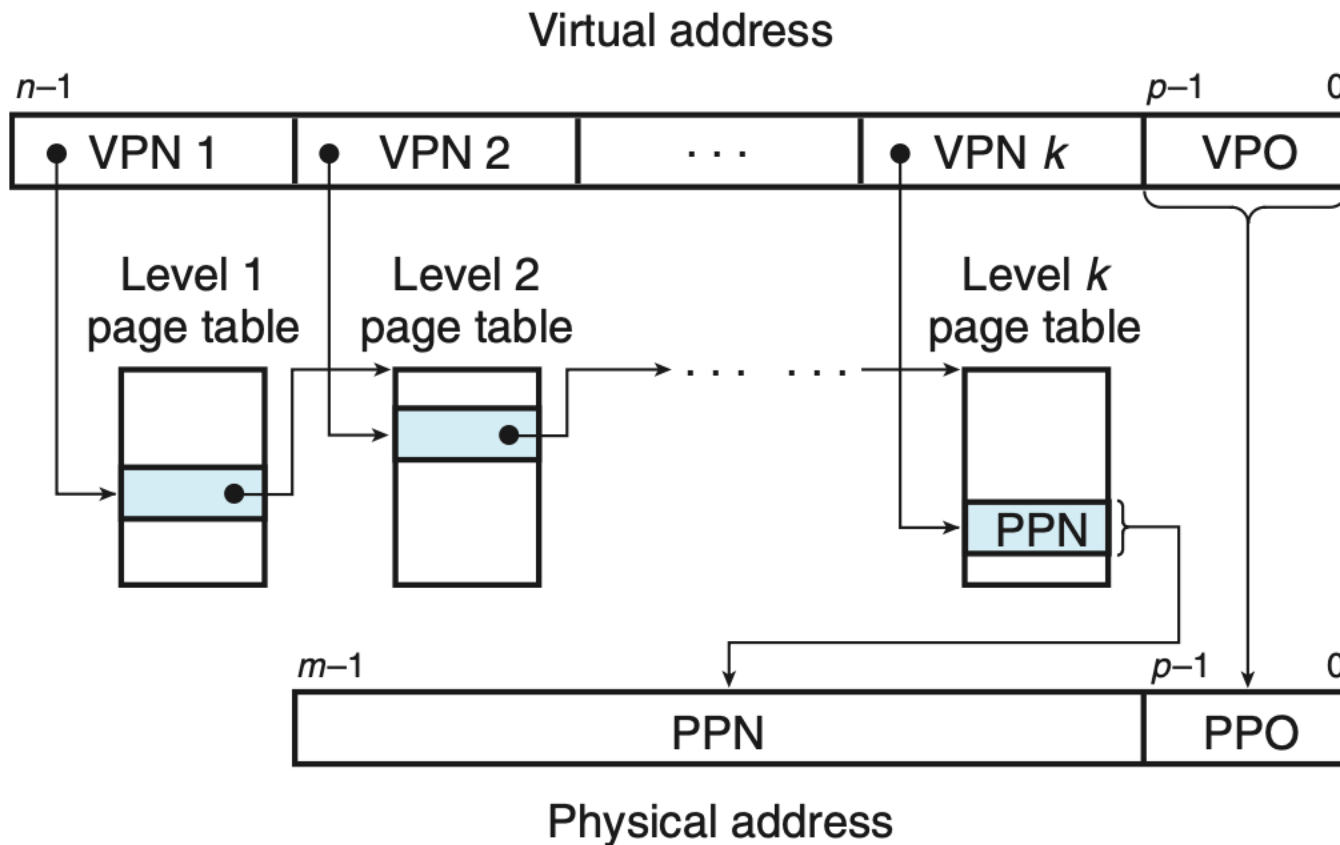 Virtual address
n–1 p–1 0
VPN 1 VPN 2 · · · VPN k VPO
Level 1 Level 2 Level k
page table page table page table
· · · · · ·
PPN
m–1 p–1 0
PPN PPO
Physical address